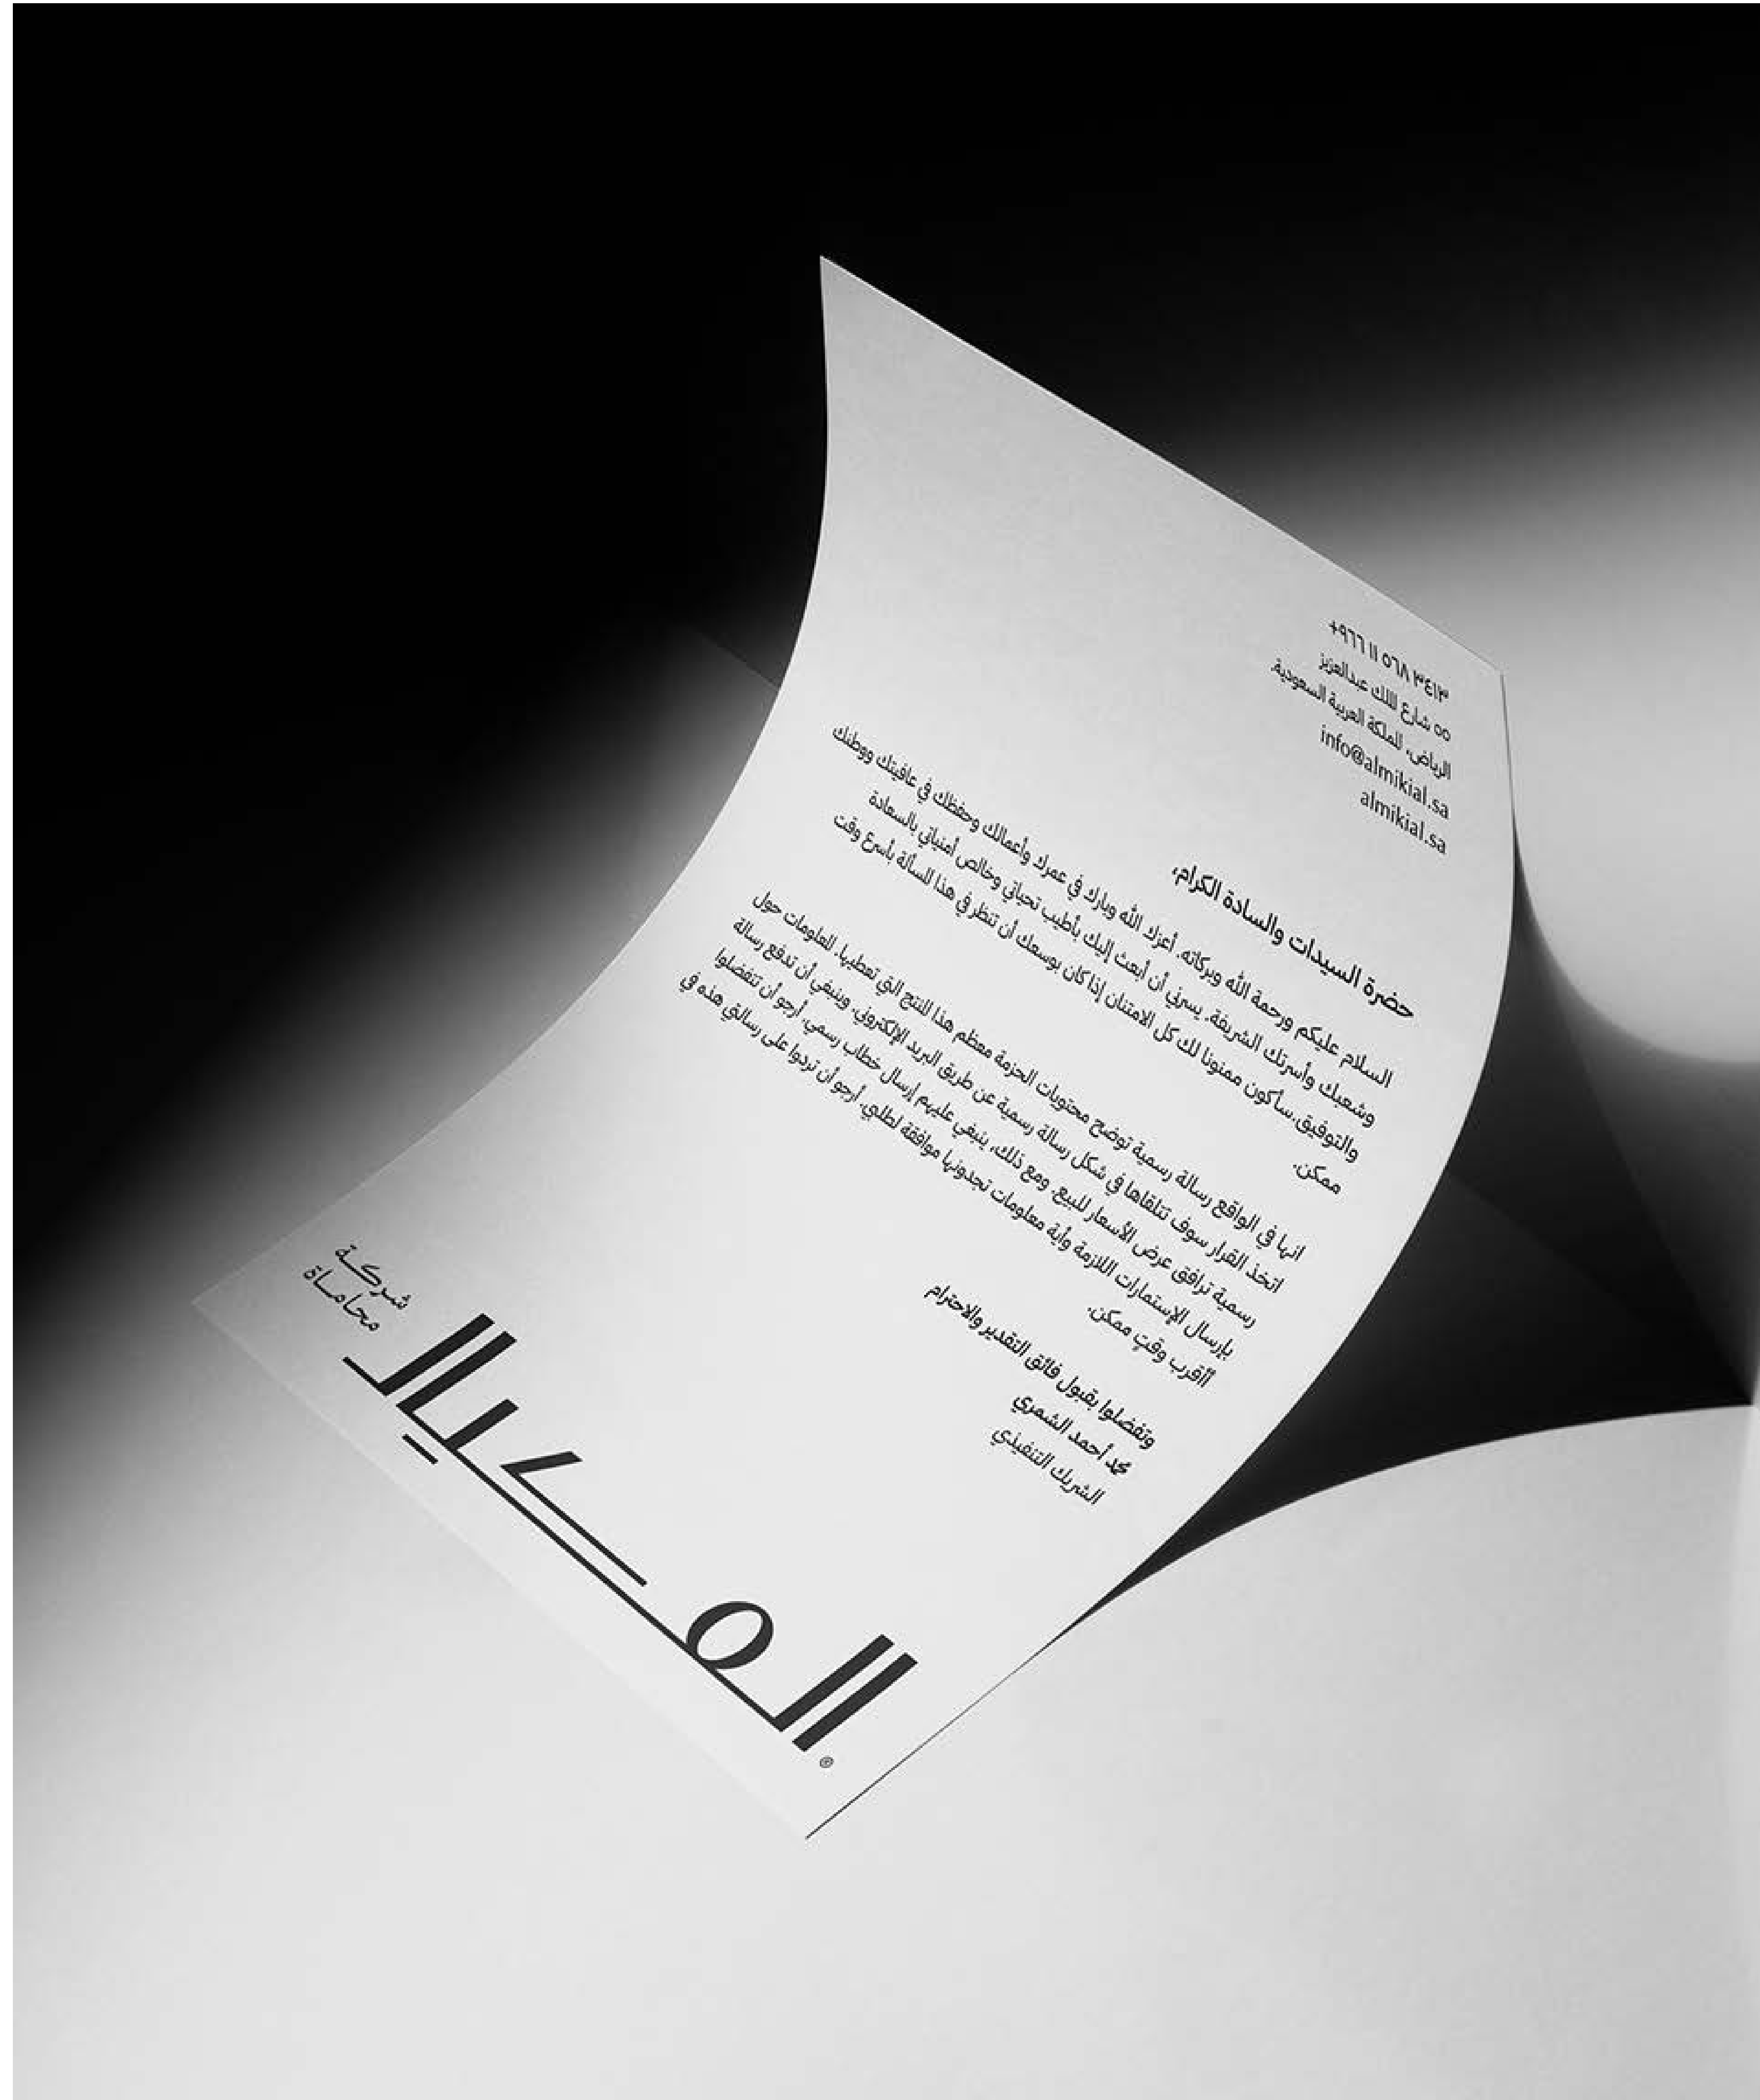 +٩٦٦ ١١ ٥٦٨ ٣٤١٣
٥٥ شارع الملك عبدالعزيز
الرياض، المملكة العربية السعودية.
info@almikial.sa
almikial.sa
حضرة السيدات والسادة الكرام،
السلام عليكم ورحمة الله وبركاته. أعزك الله وبارك في عمرك وأعمالك وحفظك في عافيتك ووطنك
وشعبك وأسرتك الشريفة. يسرني أن أبعث إليك بأطيب تحياتي وخالص أمنياتي بالسعادة
والتوفيق.سأكون ممنونا لك كل الامتنان إذا كان بوسعك أن تنظر في هذا المسألة بأسرع وقت
ممكن.
انها في الواقع رسالة رسمية توضح محتويات الحزمة معظم هذا المنتج التي تعطيها. المعلومات حول
اتخذ القرار سوف تتلقاها في شكل رسالة رسمية عن طريق البريد الإلكتروني. وينبغي أن تدفع رسالة
رسمية ترافق عرض الأسعار للبيع. ومع ذلك، ينبغي عليهم إرسال خطاب رسمي. أرجو أن تتفضلوا
بإرسال الإستمارات اللازمة وأية معلومات تجدونها موافقة لطلبي. أرجو أن تردوا على رسالتي هذه في
أأقرب وقتٍ ممكن.
وتفضلوا بقبول فائق التقدير والاحترام
محمد أحمد الشمري
الشريك التنفيذي
المكيال®
شركة
محاماة